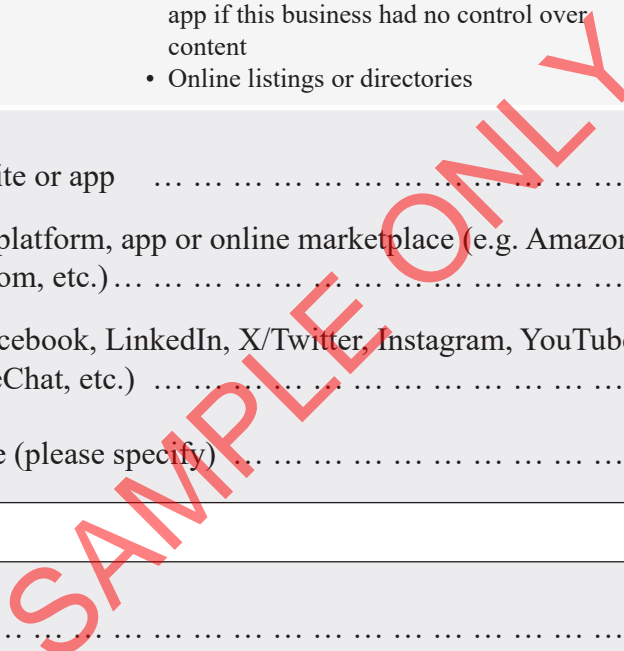 app if this business had no control over
content
• Online listings or directories
ite or app … … … … … … … … … … … …
platform, app or online marketplace (e.g. Amazon
om, etc.) … … … … … … … … … … … … …
cebook, LinkedIn, X/Twitter, Instagram, YouTube
eChat, etc.) … … … … … … … … … … … …
e (please specify) … … … … … … … … … …
… … … … … … … … … … … … … … … …
SAMPLE ONLY